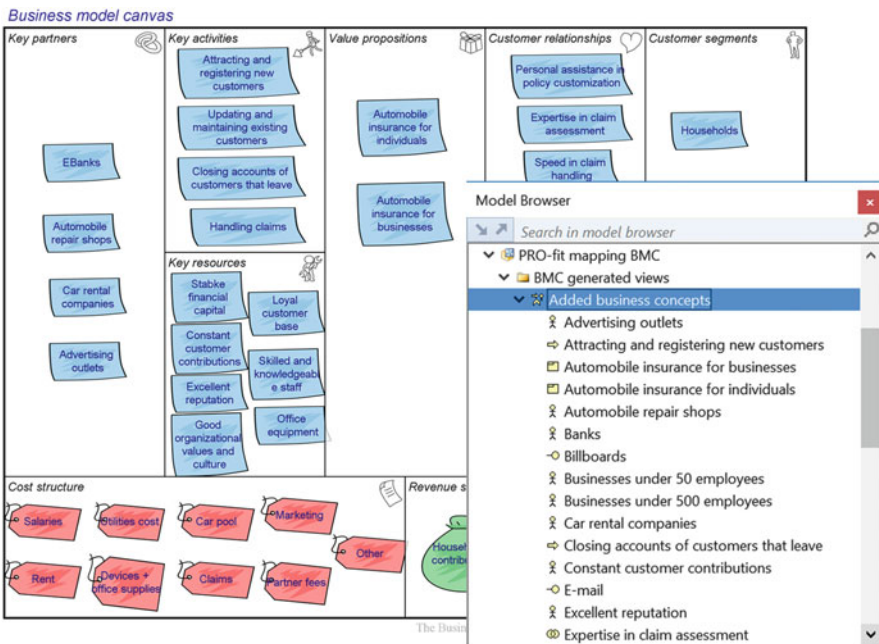 Business model canvas
Key partners
EBanks
Automobile
repair shops
Car rental
companies
Advertising
outlets
Key activities
Attracting and
registering new
customers
Updating and
maintaining existing
customers
Closing accounts of
customers that leave
Handling claims
Key resources
Stabke
financial
capital
Loyal
customer
base
Constant
customer
contributions
Skilled and
knowledgeabl
e staff
Excellent
reputation
Good
organizational
values and
culture
Office
equipment
Value propositions
Automobile
insurance for
individuals
Automobile
insurance for
businesses
Customer relationships
Personal assistance in
policy customization
Expertise in claim
assessment
Speed in claim
handling
Customer segments
Households
Cost structure
Salaries
Utilities cost
Car pool
Marketing
Other
Rent
Devices +
office supplies
Claims
Partner fees
Revenue s
Househ
contrib
The Busin
Model Browser
Search in model browser
PRO-fit mapping BMC
BMC generated views
Added business concepts
Advertising outlets
Attracting and registering new customers
Automobile insurance for businesses
Automobile insurance for individuals
Automobile repair shops
Banks
Billboards
Businesses under 50 employees
Businesses under 500 employees
Car rental companies
Closing accounts of customers that leave
Constant customer contributions
E-mail
Excellent reputation
Expertise in claim assessment